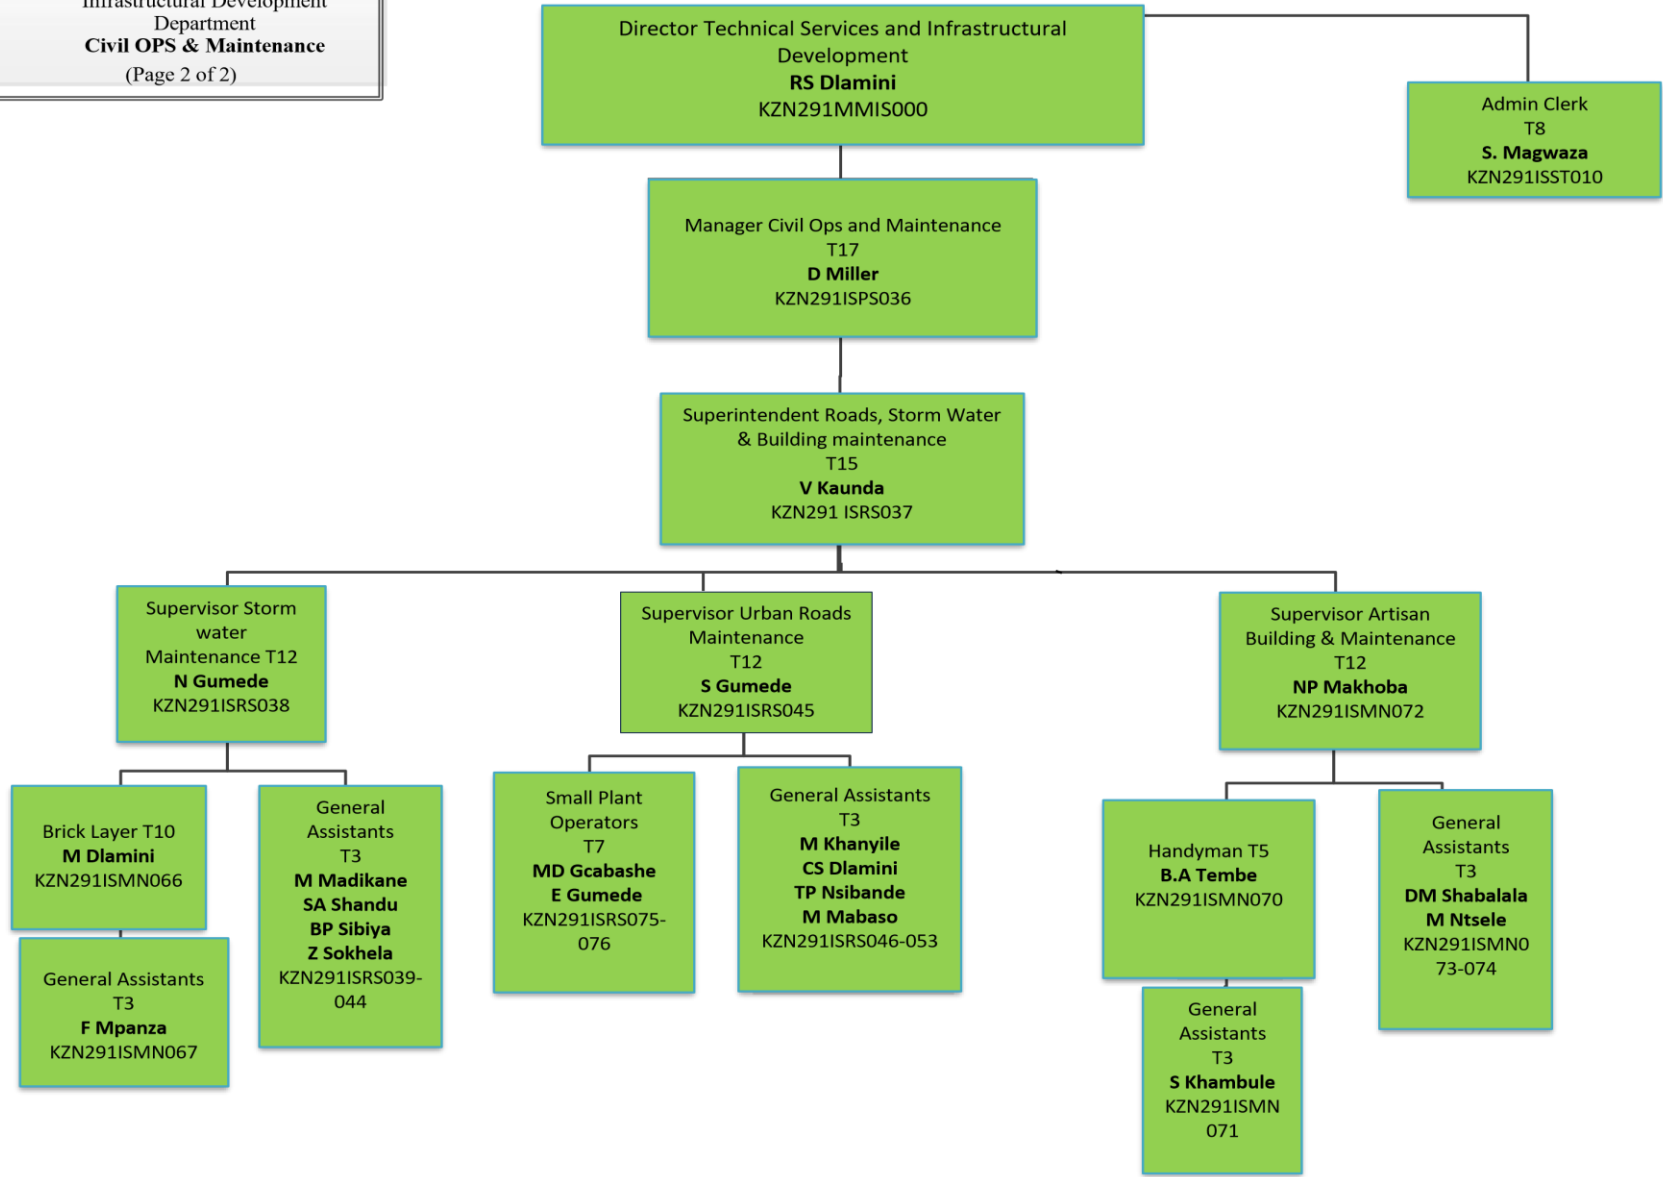 Infrastructural Development
Department
Civil OPS & Maintenance
(Page 2 of 2)
Director Technical Services and Infrastructural
Development
RS Dlamini
KZN291MMIS000
Admin Clerk
T8
S. Magwaza
KZN291ISST010
Manager Civil Ops and Maintenance
T17
D Miller
KZN291ISPS036
Superintendent Roads, Storm Water
& Building maintenance
T15
V Kaunda
KZN291 ISRS037
Supervisor Storm
water
Maintenance T12
N Gumede
KZN291ISRS038
Supervisor Urban Roads
Maintenance
T12
S Gumede
KZN291ISRS045
Supervisor Artisan
Building & Maintenance
T12
NP Makhoba
KZN291ISMN072
Brick Layer T10
M Dlamini
KZN291ISMN066
General Assistants
T3
F Mpanza
KZN291ISMN067
General
Assistants
T3
M Madikane
SA Shandu
BP Sibiya
Z Sokhela
KZN291ISRS039-
044
Small Plant
Operators
T7
MD Gcabashe
E Gumede
KZN291ISRS075-
076
General Assistants
T3
M Khanyile
CS Dlamini
TP Nsibande
M Mabaso
KZN291ISRS046-053
Handyman T5
B.A Tembe
KZN291ISMN070
General
Assistants
T3
S Khambule
KZN291ISMN
071
General
Assistants
T3
DM Shabalala
M Ntsele
KZN291ISMN0
73-074